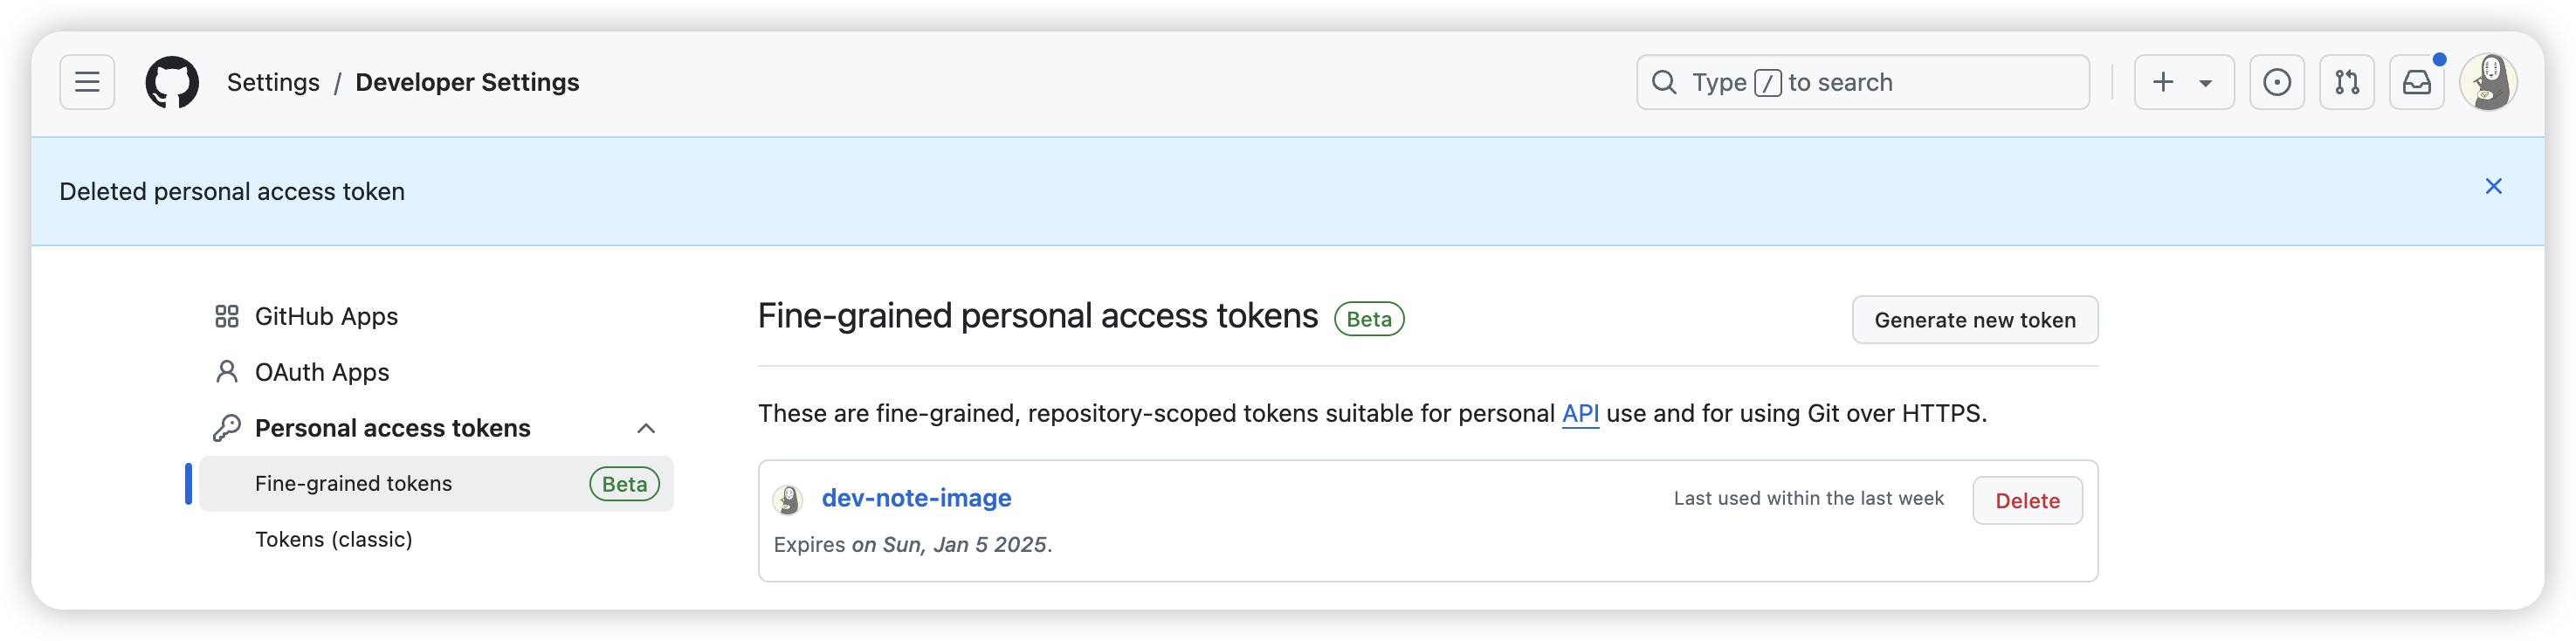 Settings / Developer Settings
Type / to search
Deleted personal access token
GitHub Apps
OAuth Apps
Personal access tokens
Fine-grained tokens Beta
Tokens (classic)
Fine-grained personal access tokens Beta
Generate new token
These are fine-grained, repository-scoped tokens suitable for personal API use and for using Git over HTTPS.
dev-note-image
Last used within the last week
Delete
Expires on Sun, Jan 5 2025.